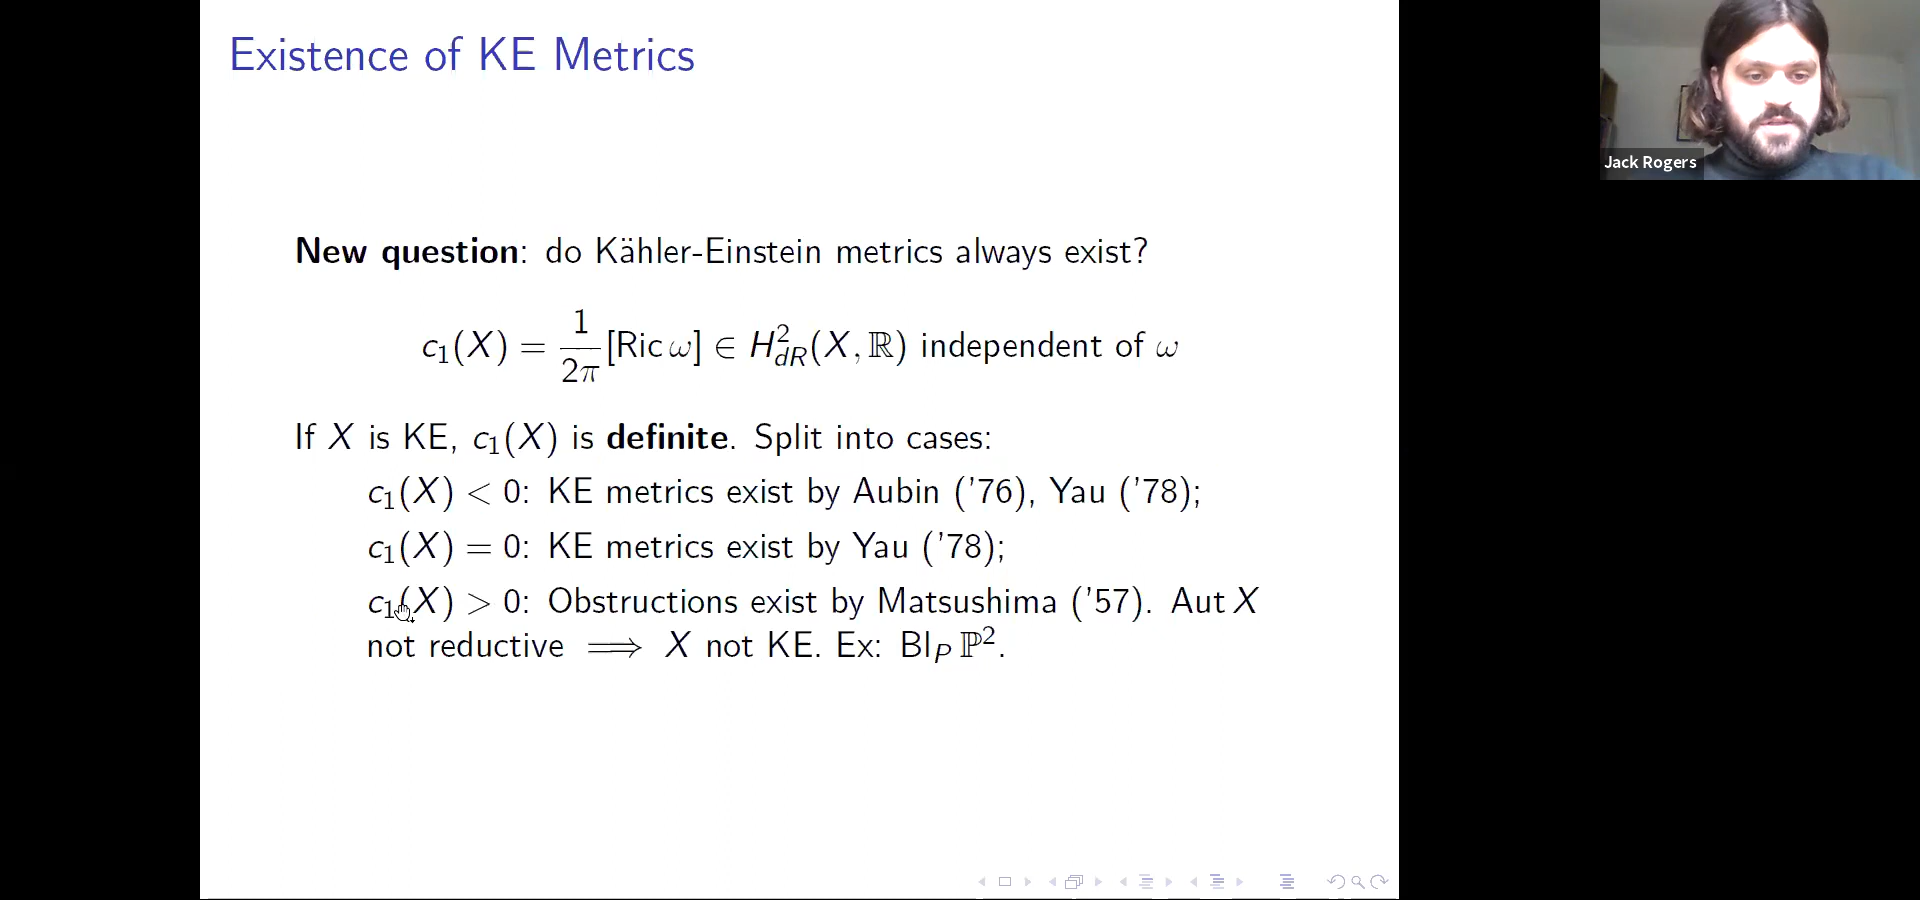 Existence of KE Metrics
Jack Rogers
New question: do Kähler-Einstein metrics always exist?
c₁(X) = 1/2π [Ric ω] ∈ H²_dR(X, ℝ) independent of ω
If X is KE, c₁(X) is definite. Split into cases:
c₁(X) < 0: KE metrics exist by Aubin ('76), Yau ('78);
c₁(X) = 0: KE metrics exist by Yau ('78);
c₁(X) > 0: Obstructions exist by Matsushima ('57). Aut X
not reductive ⟹ X not KE. Ex: Bl_P ℙ².